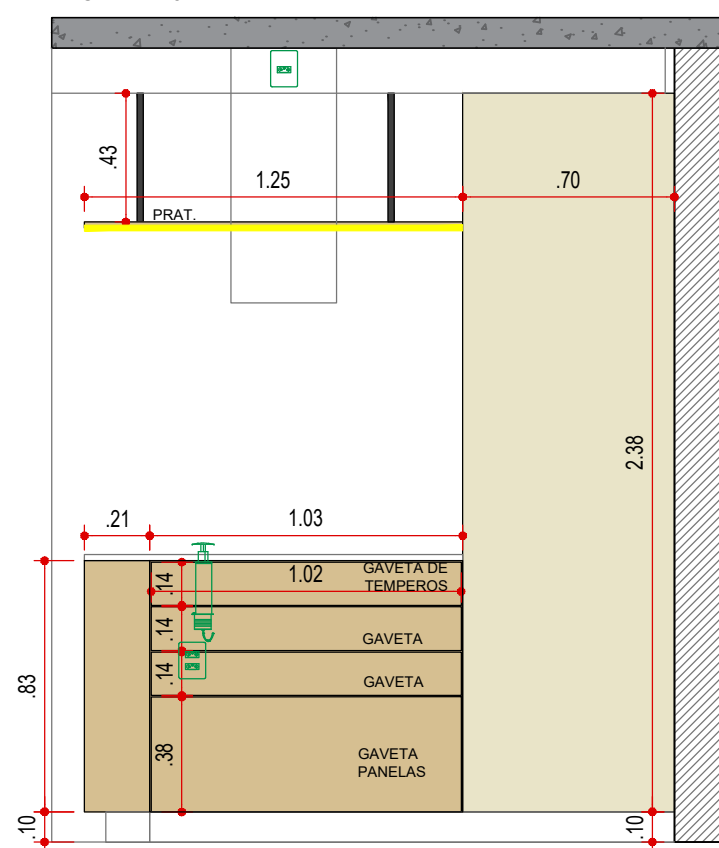 .43
1.25
.70
PRAT.
2.38
.21
1.03
.14
1.02
GAVETA DE
TEMPEROS
.14
GAVETA
.14
GAVETA
.83
.38
GAVETA
PANELAS
.10
.10